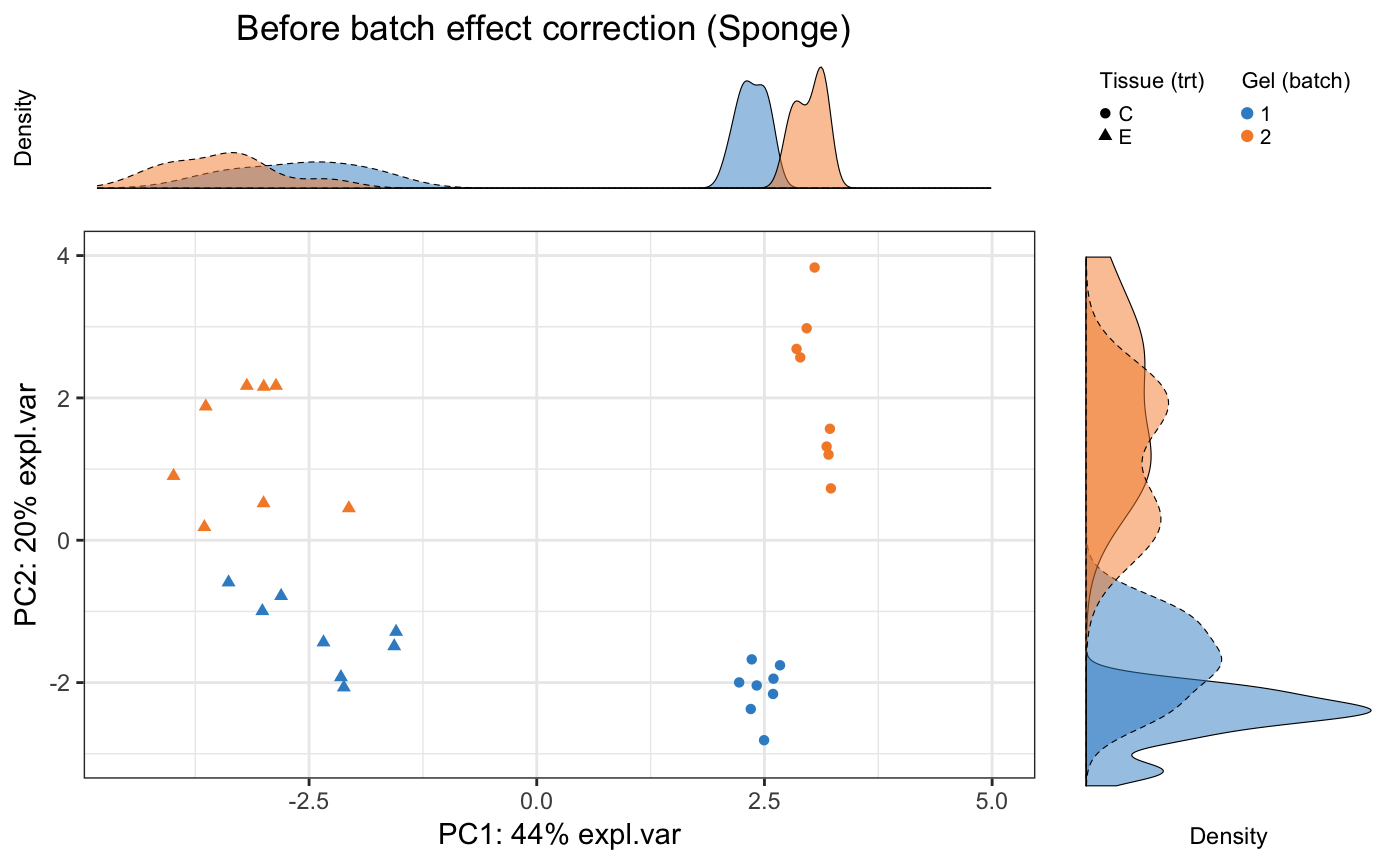 Before batch effect correction (Sponge)
Density
Tissue (trt)
C
E
Gel (batch)
1
2
PC2: 20% expl.var
4
2
0
-2
-2.5
0.0
2.5
5.0
PC1: 44% expl.var
Density